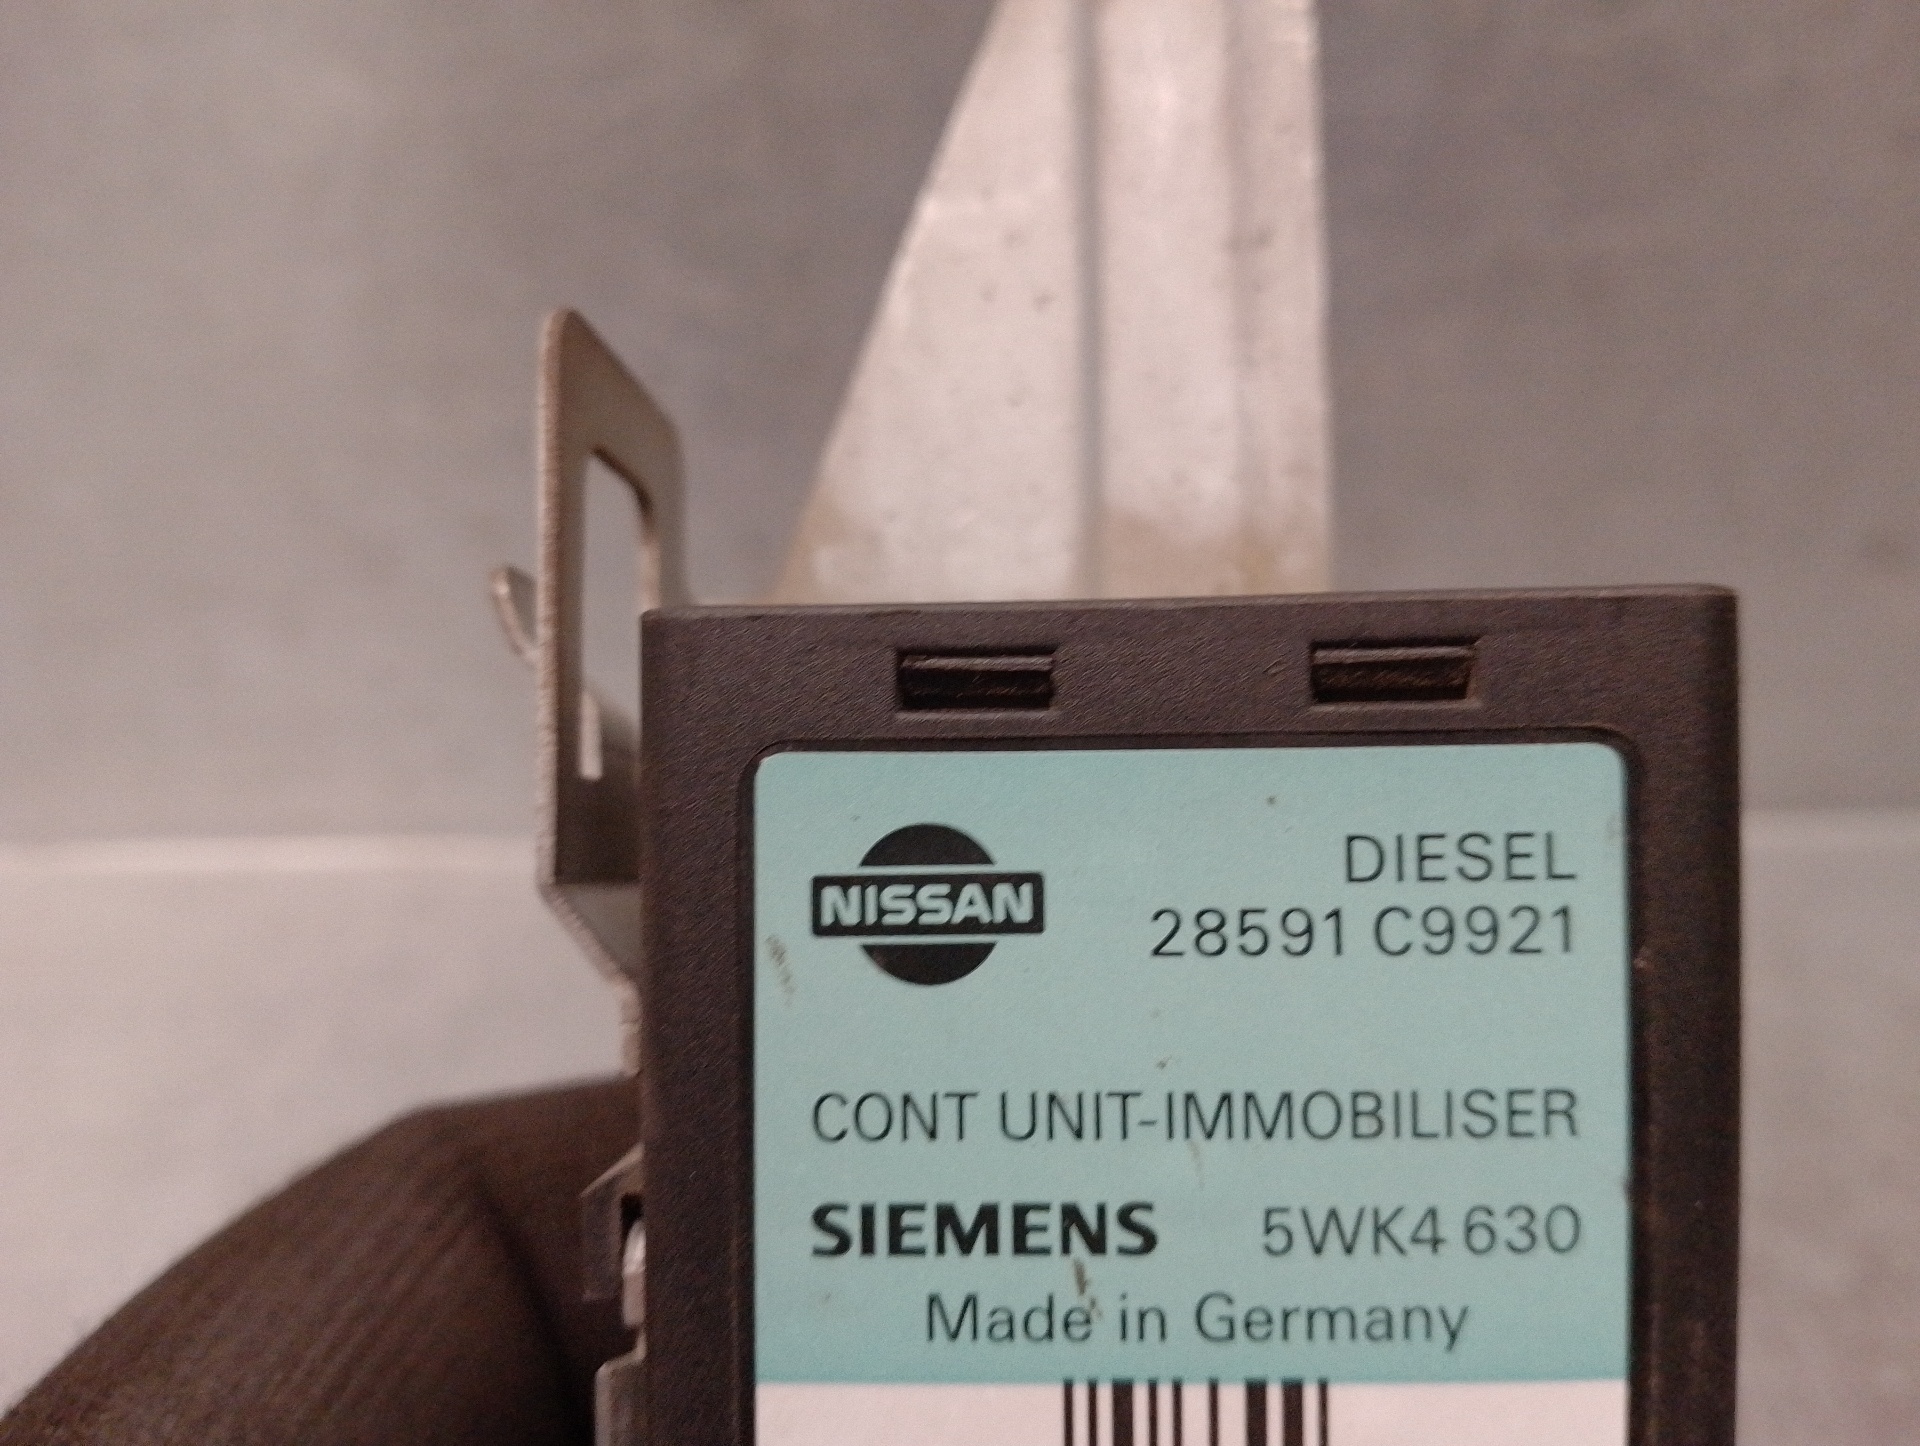 NISSAN
DIESEL
28591 C9921
CONT UNIT-IMMOBILISER
SIEMENS 5WK4 630
Made in Germany